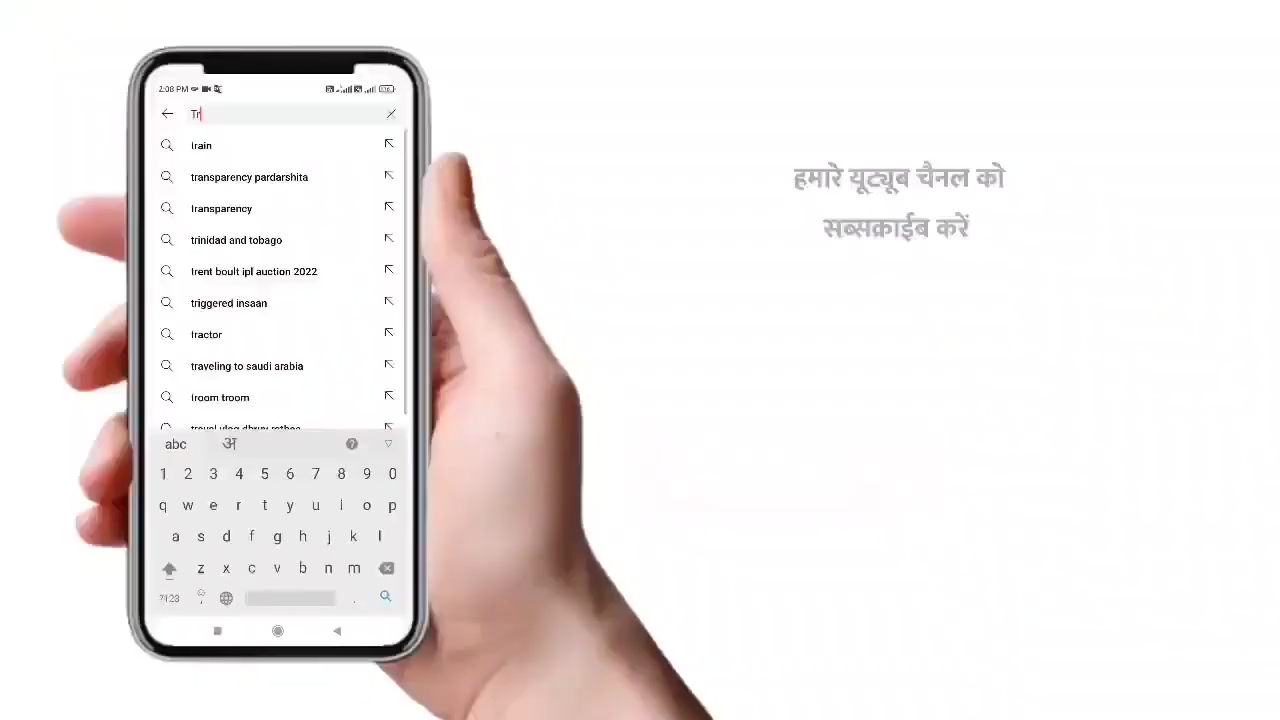 2:08 PM
Tr
train
transparency pardarshita
transparency
trinidad and tobago
trent boult ipl auction 2022
triggered insaan
tractor
traveling to saudi arabia
troom troom
abc अ
1 2 3 4 5 6 7 8 9 0
q w e r t y u i o p
a s d f g h j k l
z x c v b n m
?123 , .
हमारे यूट्यूब चैनल को
सब्सक्राईब करें